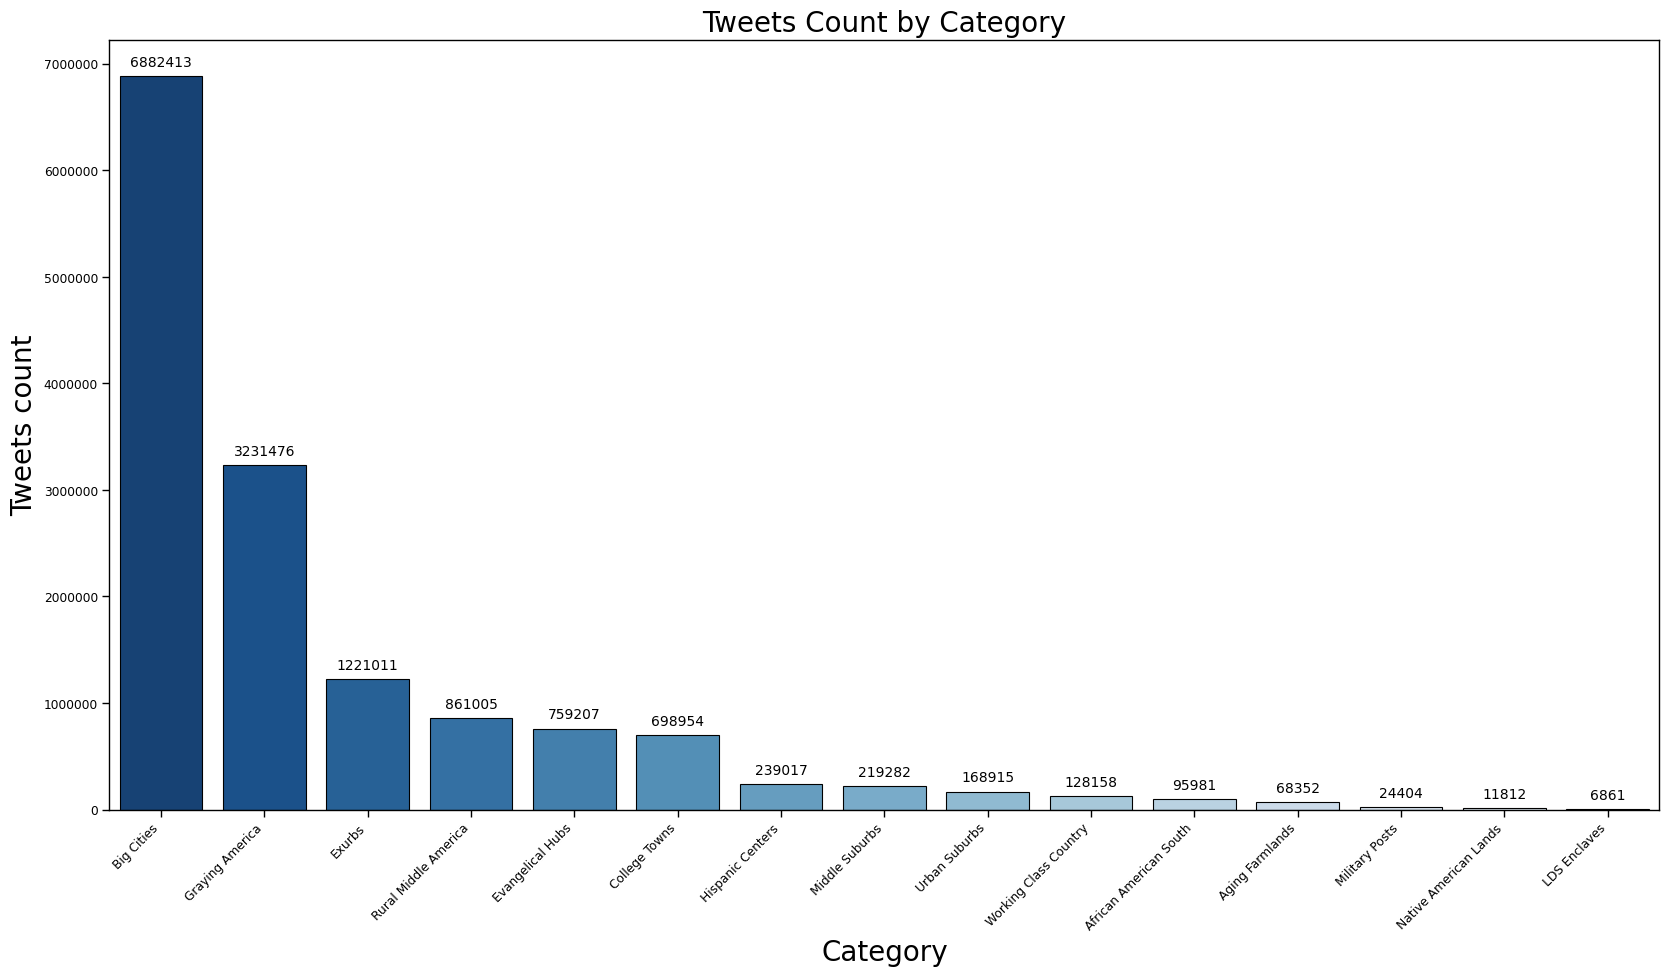 Tweets Count by Category
Tweets count
7000000
6000000
5000000
4000000
3000000
2000000
1000000
0
6882413
3231476
1221011
861005
759207
698954
239017
219282
168915
128158
95981
68352
24404
11812
6861
Big Cities
Graying America
Exurbs
Rural Middle America
Evangelical Hubs
College Towns
Hispanic Centers
Middle Suburbs
Urban Suburbs
Working Class Country
African American South
Aging Farmlands
Military Posts
Native American Lands
LDS Enclaves
Category